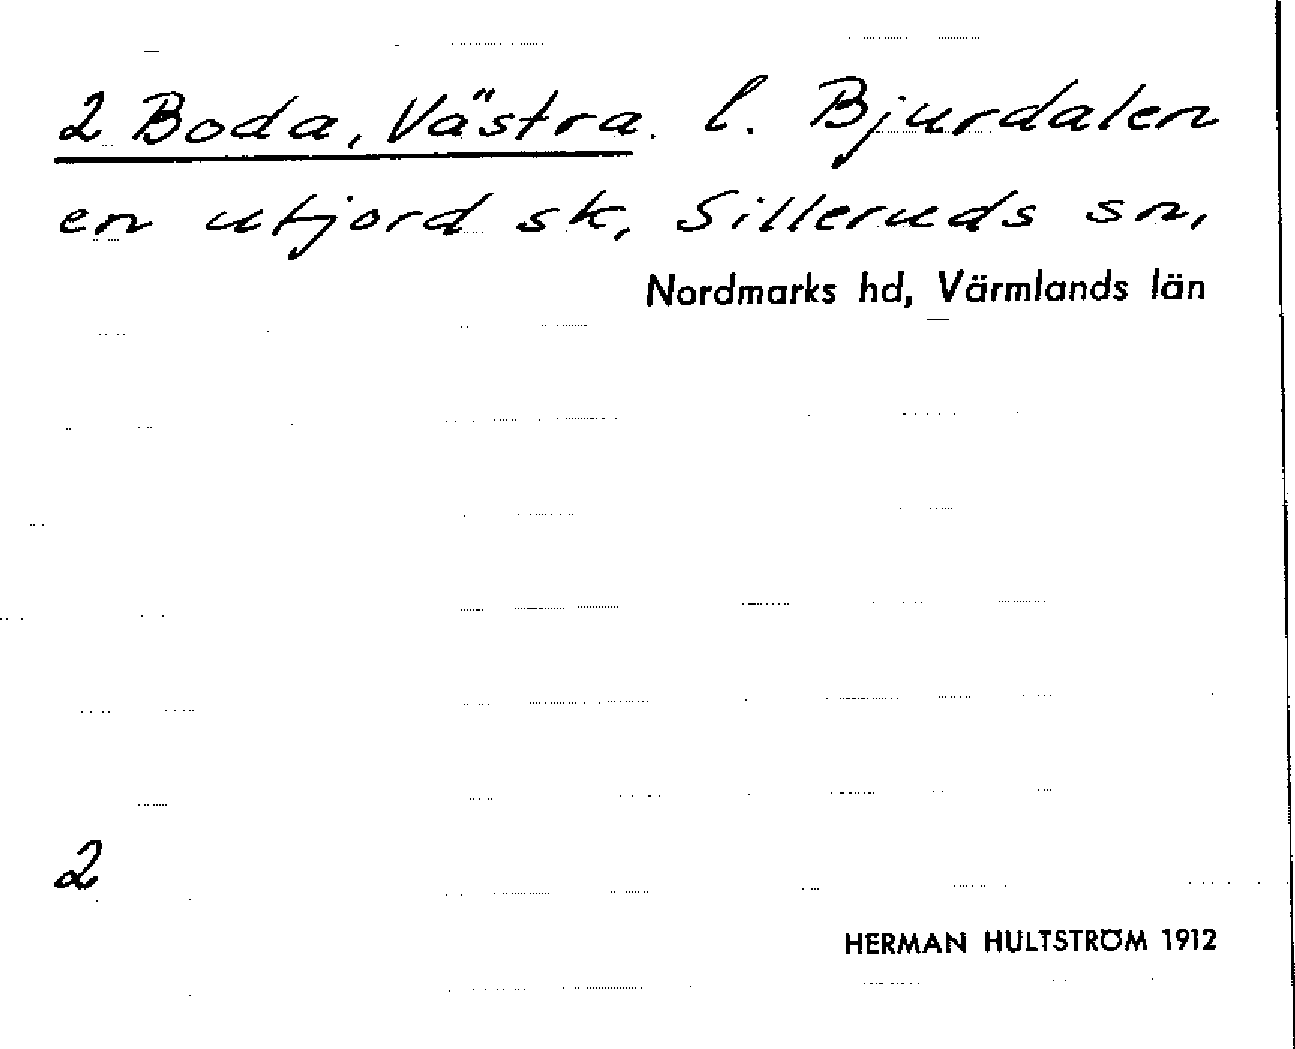 2 Boda, Västra. l. Bjurdalen
en utjord sk, Silleruds sn,
Nordmarks hd, Värmlands län
2
HERMAN HULTSTRÖM 1912